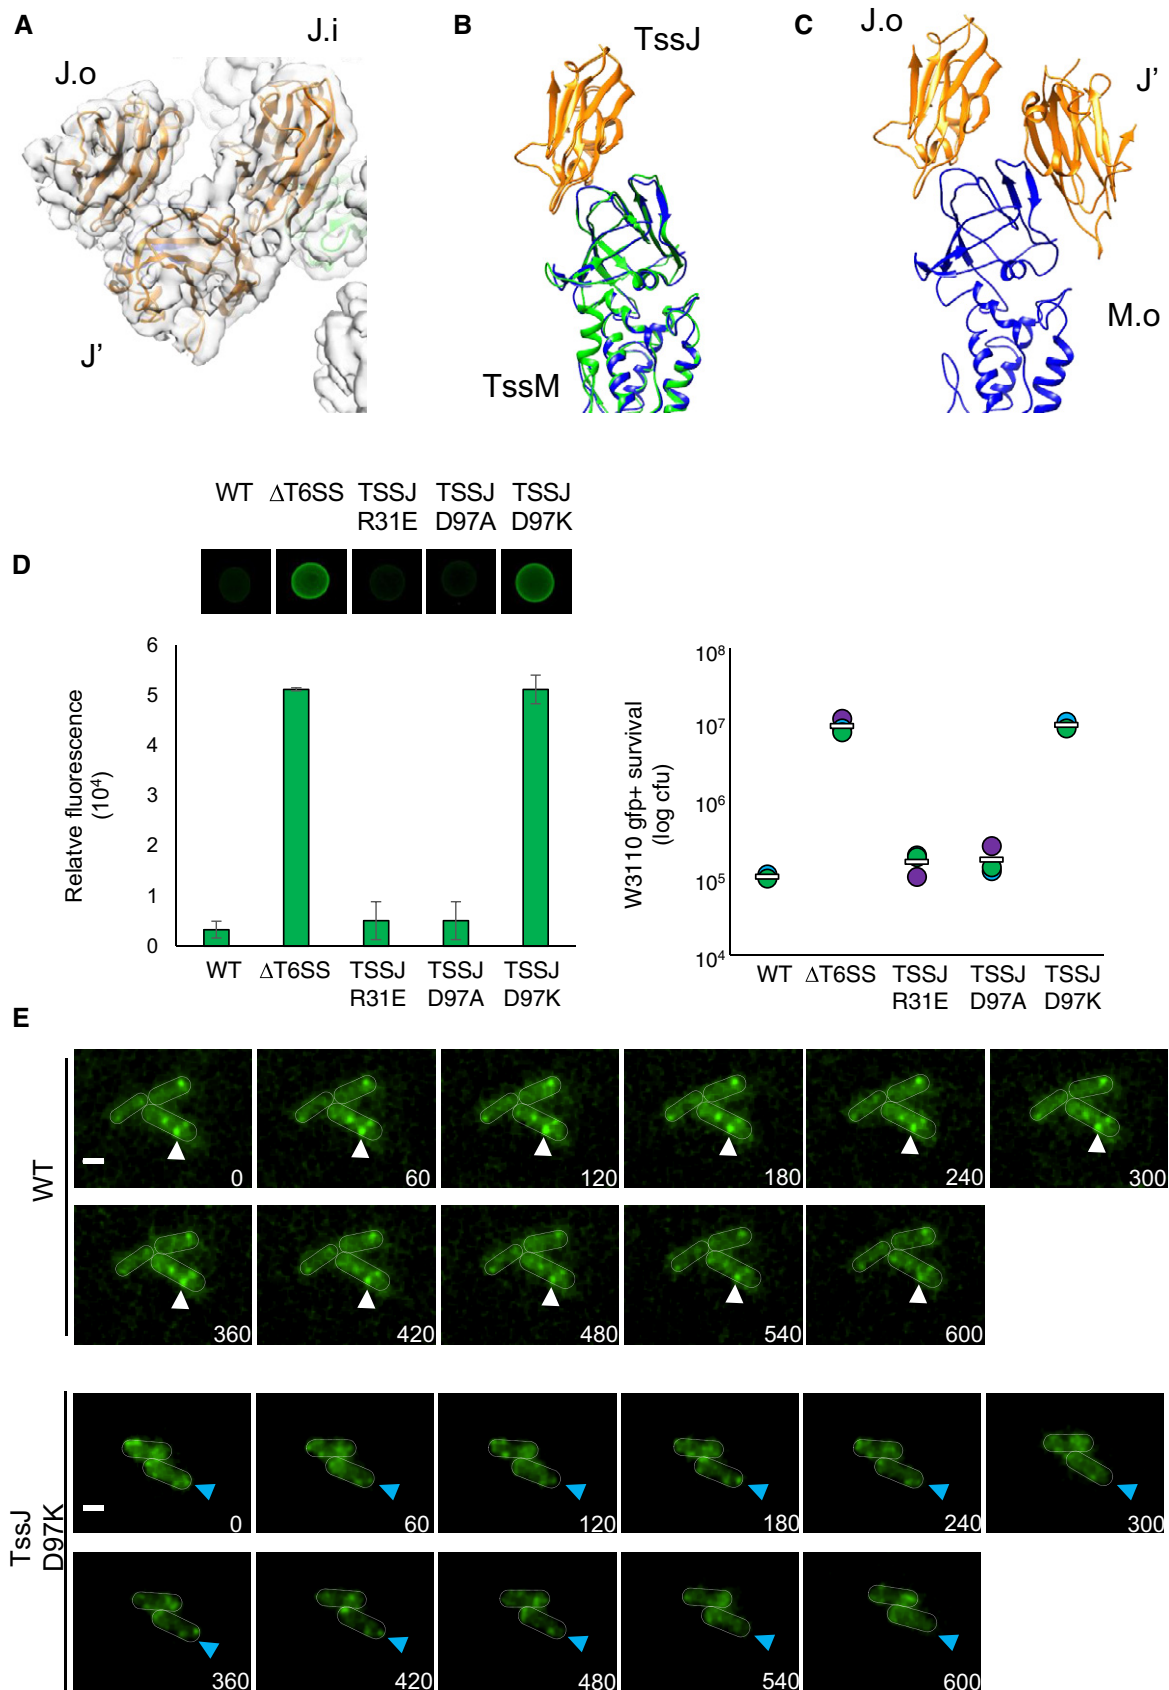 A
J.i
J.o
J'
B
TssJ
TssM
C
J.o
J'
M.o
WT ΔT6SS TSSJ TSSJ TSSJ
R31E D97A D97K
D
6
5
4
3
2
1
0
Relatve fluorescence
(10⁴)
WT ΔT6SS TSSJ TSSJ TSSJ
R31E D97A D97K
10⁸
10⁷
10⁶
10⁵
10⁴
W3110 gfp+ survival
(log cfu)
WT ΔT6SS TSSJ TSSJ TSSJ
R31E D97A D97K
E
WT
0 60 120 180 240 300
360 420 480 540 600
TssJ
D97K
0 60 120 180 240 300
360 420 480 540 600